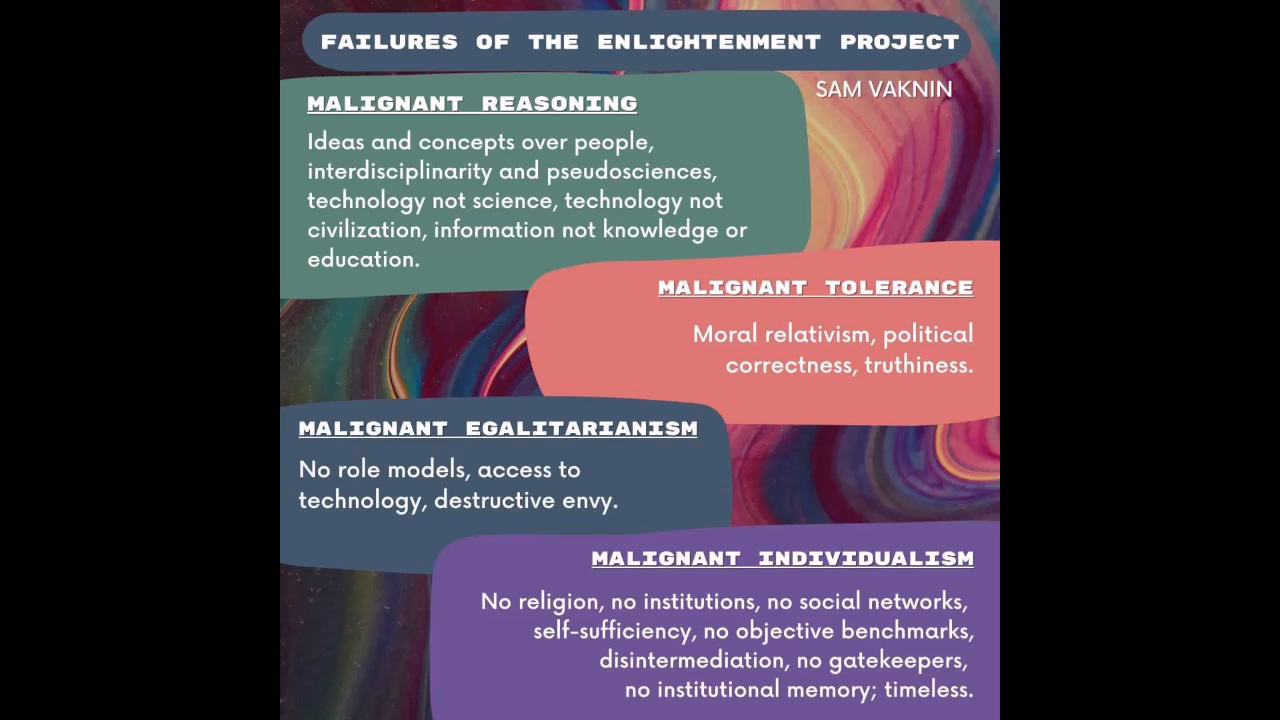 FAILURES OF THE ENLIGHTENMENT PROJECT
SAM VAKNIN
MALIGNANT REASONING
Ideas and concepts over people,
interdisciplinarity and pseudosciences,
technology not science, technology not
civilization, information not knowledge or
education.
MALIGNANT TOLERANCE
Moral relativism, political
correctness, truthiness.
MALIGNANT EGALITARIANISM
No role models, access to
technology, destructive envy.
MALIGNANT INDIVIDUALISM
No religion, no institutions, no social networks,
self-sufficiency, no objective benchmarks,
disintermediation, no gatekeepers,
no institutional memory; timeless.